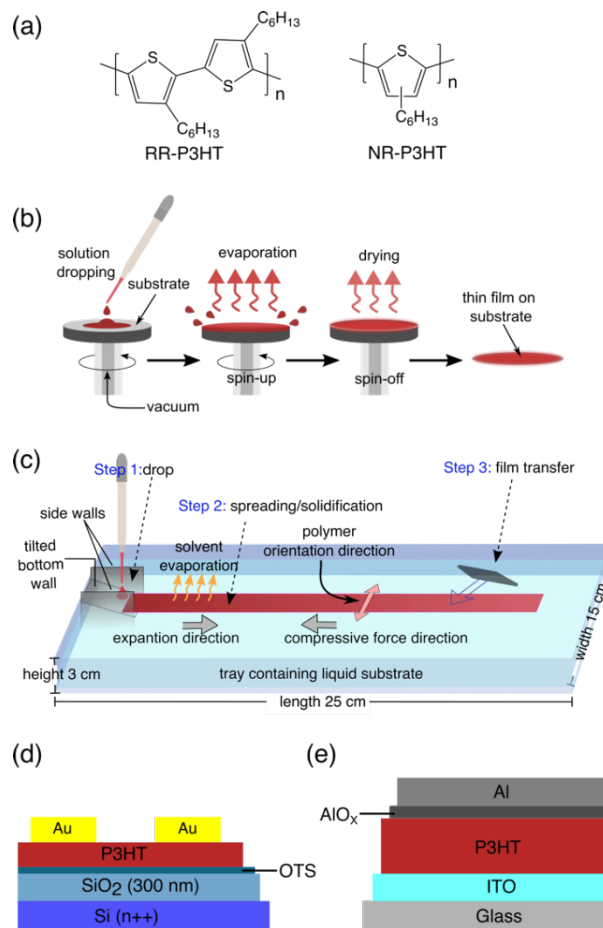 (a)
C6H13
S
S
n
C6H13
RR-P3HT
S
n
C6H13
NR-P3HT
(b)
solution
dropping
substrate
vacuum
evaporation
spin-up
drying
spin-off
thin film on
substrate
(c)
Step 1: drop
side walls
tilted
bottom
wall
Step 2: spreading/solidification
solvent
evaporation
polymer
orientation direction
Step 3: film transfer
expantion direction
compressive force direction
height 3 cm
tray containing liquid substrate
width 15 cm
length 25 cm
(d)
Au
Au
P3HT
OTS
SiO2 (300 nm)
Si (n++)
(e)
Al
AlOx
P3HT
ITO
Glass